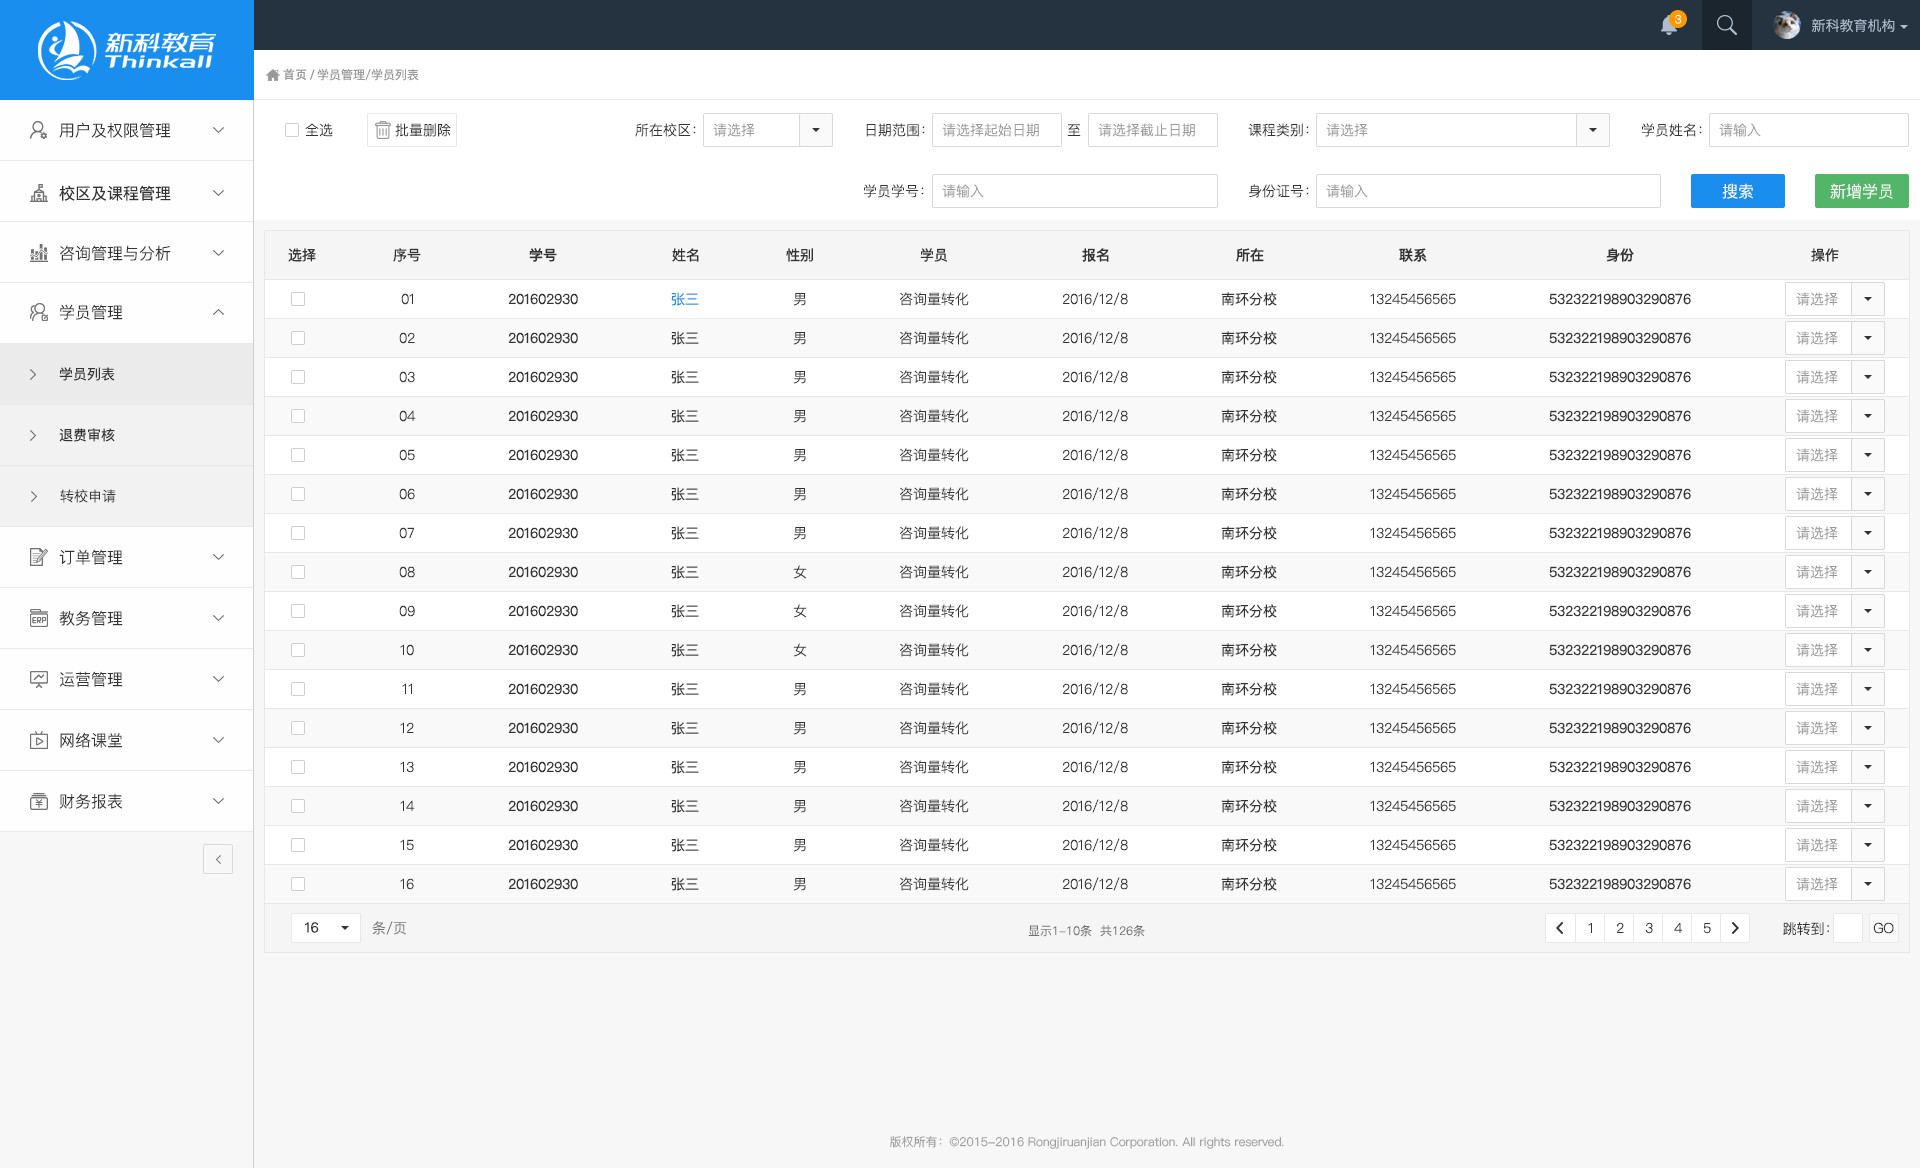 新科教育
Thinkall
3
新科教育机构
首页 / 学员管理/学员列表
用户及权限管理
校区及课程管理
咨询管理与分析
学员管理
学员列表
退费审核
转校申请
订单管理
教务管理
ERP
运营管理
网络课堂
财务报表
全选 批量删除 所在校区： 请选择 日期范围： 请选择起始日期 至 请选择截止日期 课程类别： 请选择 学员姓名： 请输入
学员学号： 请输入 身份证号： 请输入 搜索 新增学员
选择 序号 学号 姓名 性别 学员 报名 所在 联系 身份 操作
01 201602930 张三 男 咨询量转化 2016/12/8 南环分校 13245456565 532322198903290876 请选择
02 201602930 张三 男 咨询量转化 2016/12/8 南环分校 13245456565 532322198903290876 请选择
03 201602930 张三 男 咨询量转化 2016/12/8 南环分校 13245456565 532322198903290876 请选择
04 201602930 张三 男 咨询量转化 2016/12/8 南环分校 13245456565 532322198903290876 请选择
05 201602930 张三 男 咨询量转化 2016/12/8 南环分校 13245456565 532322198903290876 请选择
06 201602930 张三 男 咨询量转化 2016/12/8 南环分校 13245456565 532322198903290876 请选择
07 201602930 张三 男 咨询量转化 2016/12/8 南环分校 13245456565 532322198903290876 请选择
08 201602930 张三 女 咨询量转化 2016/12/8 南环分校 13245456565 532322198903290876 请选择
09 201602930 张三 女 咨询量转化 2016/12/8 南环分校 13245456565 532322198903290876 请选择
10 201602930 张三 女 咨询量转化 2016/12/8 南环分校 13245456565 532322198903290876 请选择
11 201602930 张三 男 咨询量转化 2016/12/8 南环分校 13245456565 532322198903290876 请选择
12 201602930 张三 男 咨询量转化 2016/12/8 南环分校 13245456565 532322198903290876 请选择
13 201602930 张三 男 咨询量转化 2016/12/8 南环分校 13245456565 532322198903290876 请选择
14 201602930 张三 男 咨询量转化 2016/12/8 南环分校 13245456565 532322198903290876 请选择
15 201602930 张三 男 咨询量转化 2016/12/8 南环分校 13245456565 532322198903290876 请选择
16 201602930 张三 男 咨询量转化 2016/12/8 南环分校 13245456565 532322198903290876 请选择
16 条/页 显示1-10条 共126条 1 2 3 4 5 跳转到： GO
版权所有：©2015-2016 Rongjiruanjian Corporation. All rights reserved.